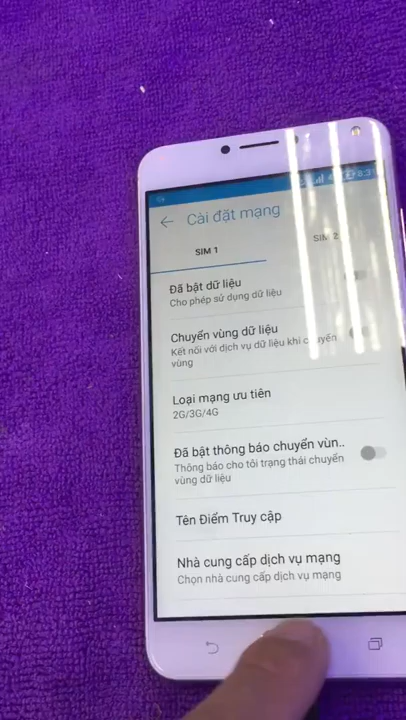 Cài đặt mạng
SIM 1
SIM 2
Đã bật dữ liệu
Cho phép sử dụng dữ liệu
Chuyển vùng dữ liệu
Kết nối với dịch vụ dữ liệu khi chuyển
vùng
Loại mạng ưu tiên
2G/3G/4G
Đã bật thông báo chuyển vùn..
Thông báo cho tôi trạng thái chuyển
vùng dữ liệu
Tên Điểm Truy cập
Nhà cung cấp dịch vụ mạng
Chọn nhà cung cấp dịch vụ mạng